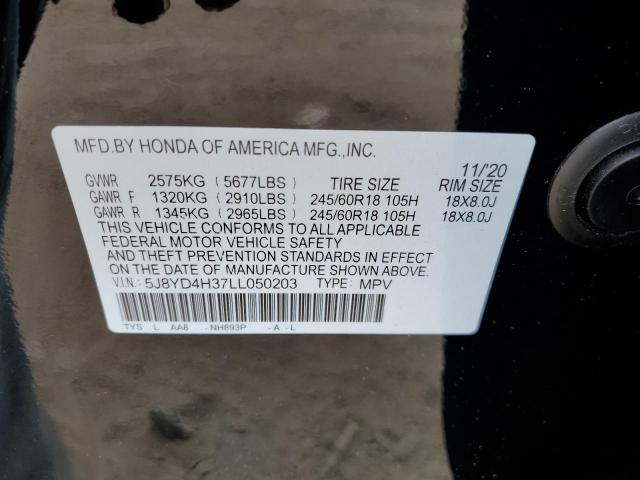 MFD.BY HONDA OF AMERICA MFG.,INC.
11/'20
GVWR 2575KG (5677LBS) TIRE SIZE RIM SIZE
GAWR F 1320KG (2910LBS) 245/60R18 105H 18X8.0J
GAWR R 1345KG (2965LBS) 245/60R18 105H 18X8.0J
THIS VEHICLE CONFORMS TO ALL APPLICABLE
FEDERAL MOTOR VEHICLE SAFETY
AND THEFT PREVENTION STANDARDS IN EFFECT
ON THE DATE OF MANUFACTURE SHOWN ABOVE.
V.I.N.: 5J8YD4H37LL050203 TYPE: MPV
TYS L AA8 -NH893P -A -L